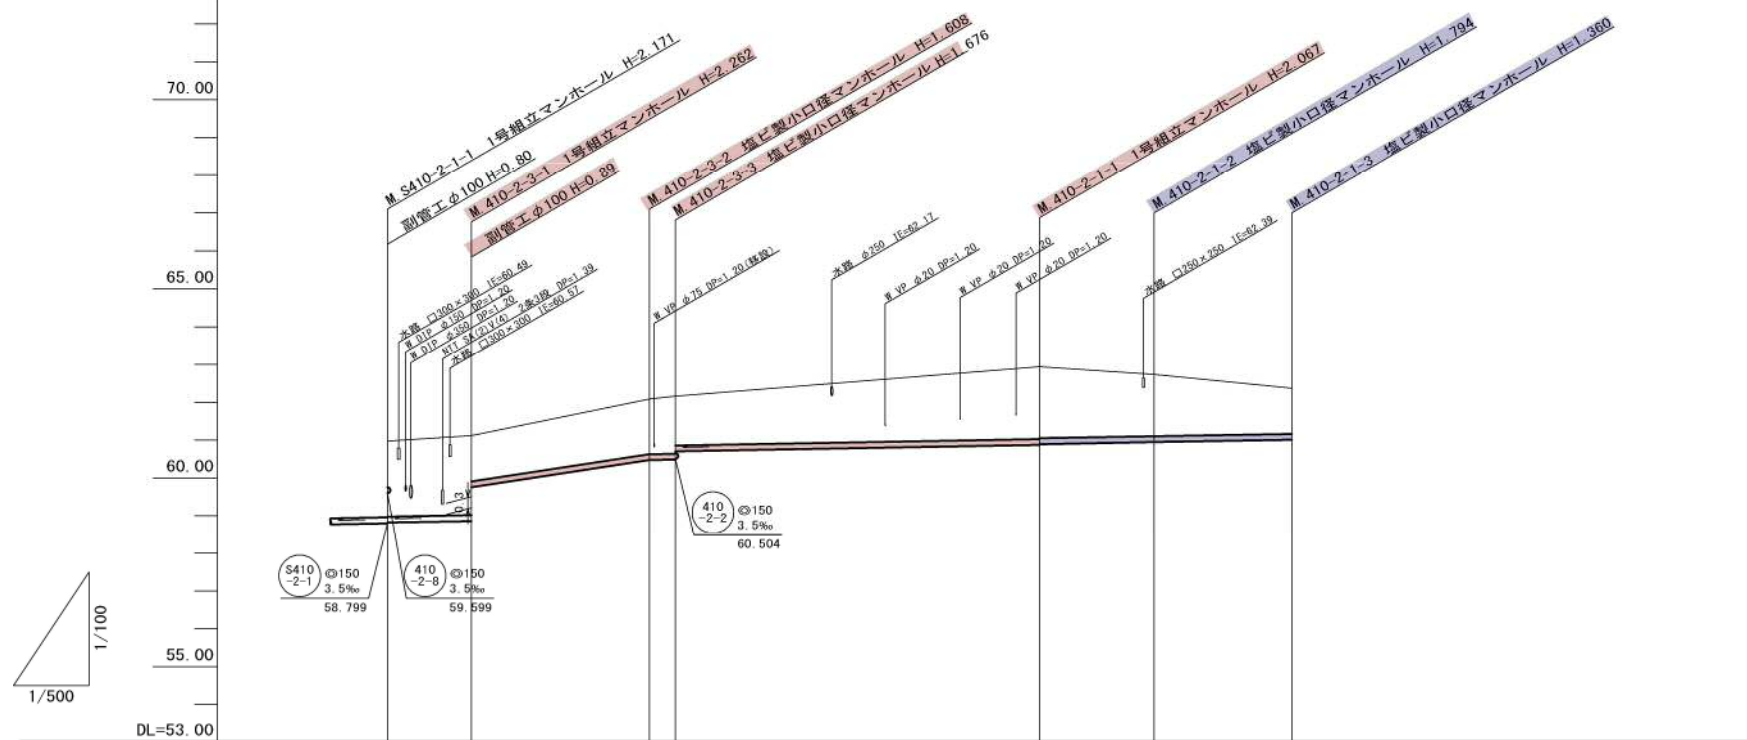 M.S410-2-1-1 1号組立マンホール H=2.171
副管工φ100 H=0.80
M.410-2-3-1 1号組立マンホール H=2.262
副管工φ100 H=0.89
M.410-2-3-2 塩ビ製小口径マンホール H=1.608
M.410-2-3-3 塩ビ製小口径マンホール H=1.676
M.410-2-1-1 1号組立マンホール H=2.067
M.410-2-1-2 塩ビ製小口径マンホール H=1.794
M.410-2-1-3 塩ビ製小口径マンホール H=1.360
水路 □300×300 IE=60.49
W DIP φ150 DP=1.20
W DIP φ350 DP=1.20
NTT SA(2)V(4) 2条3段 DP=1.39
水路 □300×300 IE=60.57
W VP φ75 DP=1.20(移設)
水路 φ250 IE=62.17
W VP φ20 DP=1.20
W VP φ20 DP=1.20
W VP φ20 DP=1.20
水路 □250×250 IE=62.39
70.00
65.00
60.00
55.00
DL=53.00
S410
-2-1
◎150
3.5‰
58.799
410
-2-8
◎150
3.5‰
59.599
410
-2-2
◎150
3.5‰
60.504
1/100
1/500